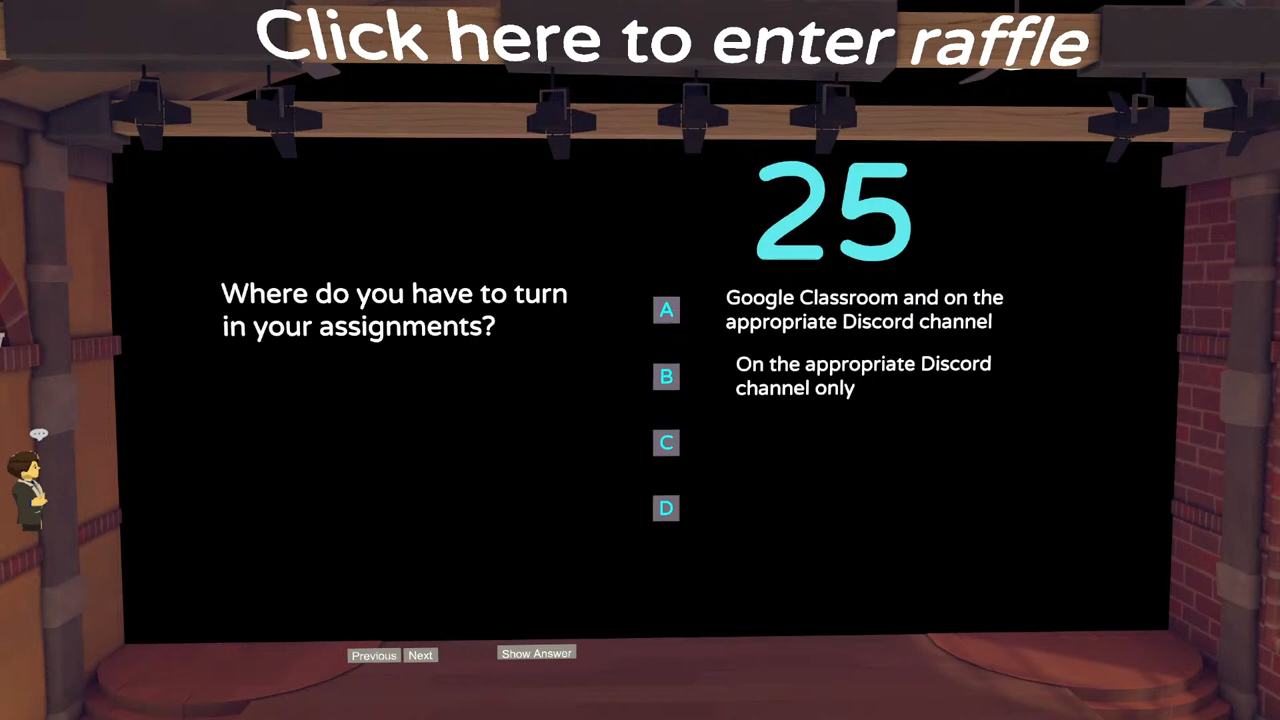 Click here to enter raffle
25
Where do you have to turn
in your assignments?
A
Google Classroom and on the
appropriate Discord channel
B
On the appropriate Discord
channel only
C
D
Previous
Next
Show Answer